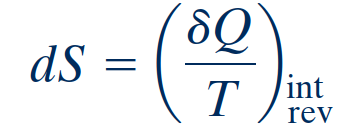 dS = (δQ / T) int rev